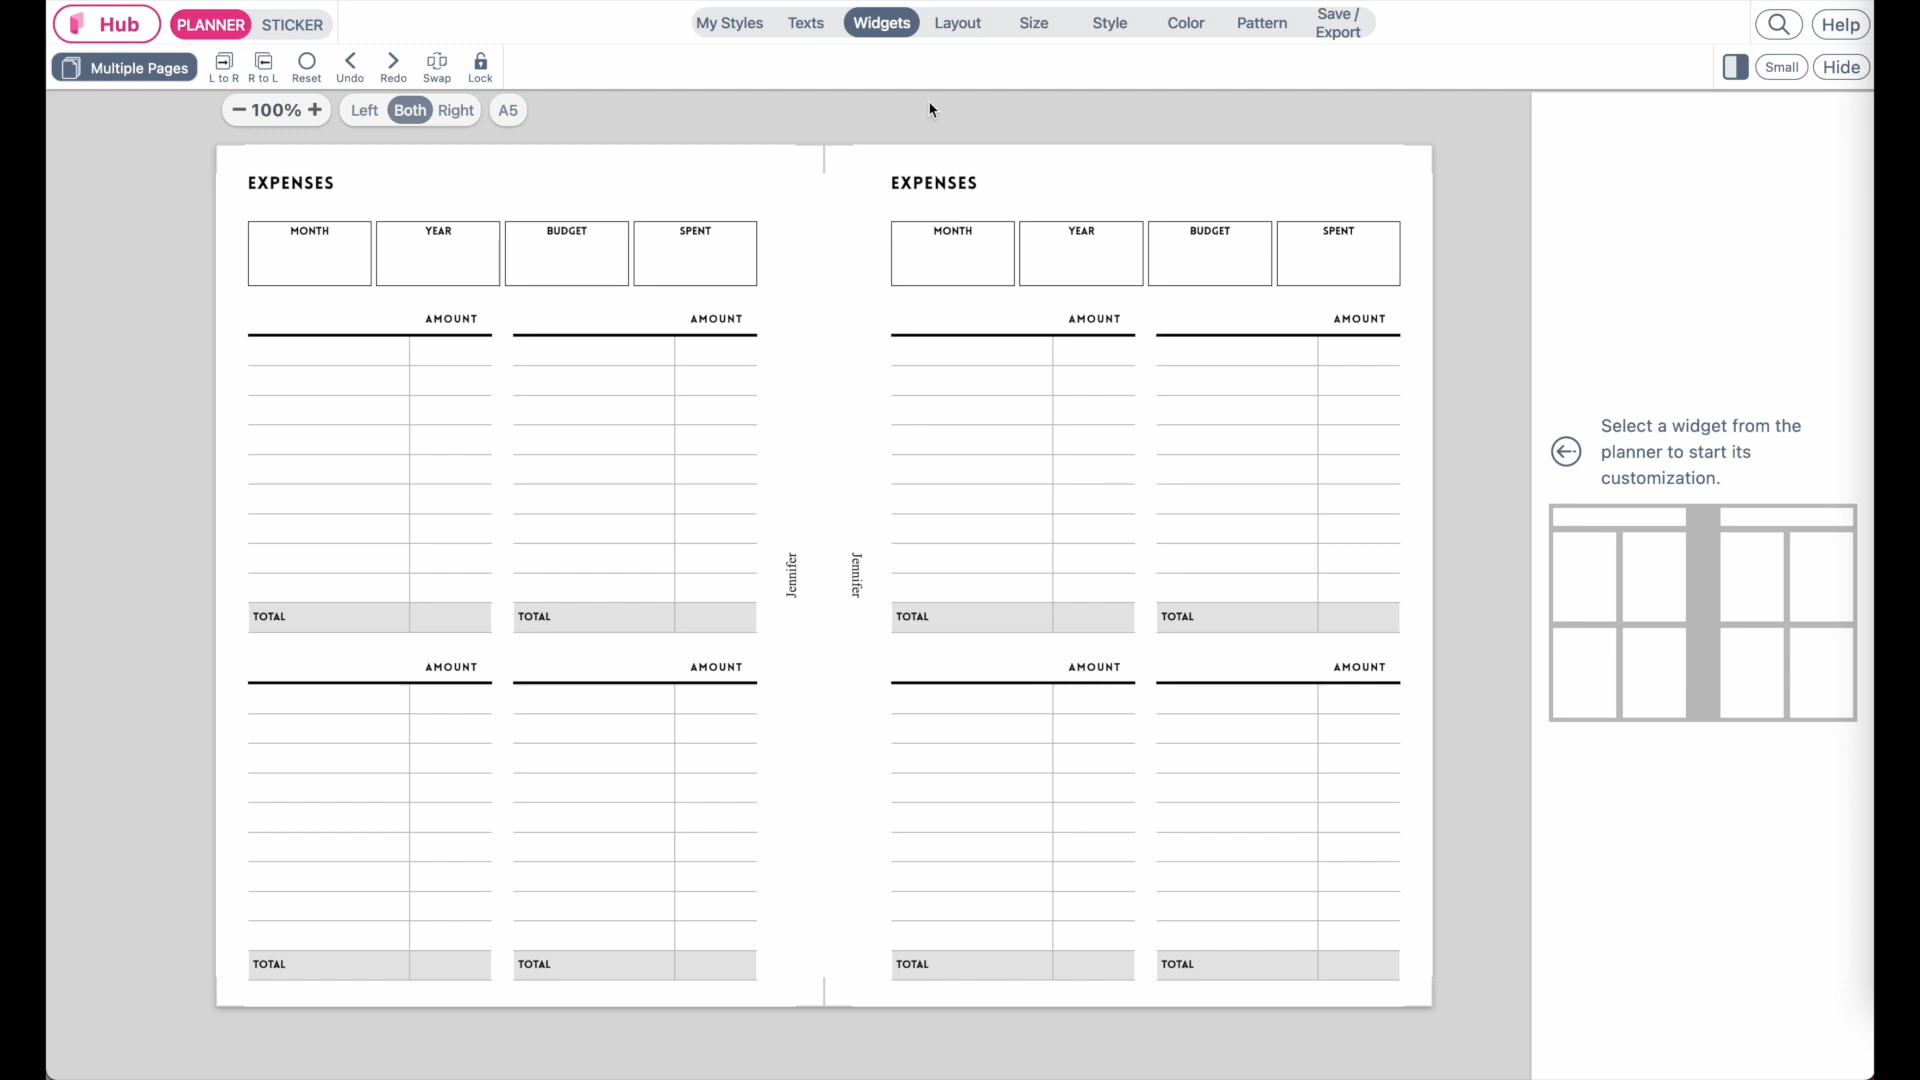 Hub PLANNER STICKER
My Styles Texts Widgets Layout Size Style Color Pattern Save / Export
Help
Multiple Pages L to R R to L Reset Undo Redo Swap Lock
Small Hide
100% Left Both Right A5
EXPENSES
MONTH YEAR BUDGET SPENT
AMOUNT AMOUNT
TOTAL TOTAL
AMOUNT AMOUNT
TOTAL TOTAL
Jennifer
Jennifer
EXPENSES
MONTH YEAR BUDGET SPENT
AMOUNT AMOUNT
TOTAL TOTAL
AMOUNT AMOUNT
TOTAL TOTAL
Select a widget from the
planner to start its
customization.